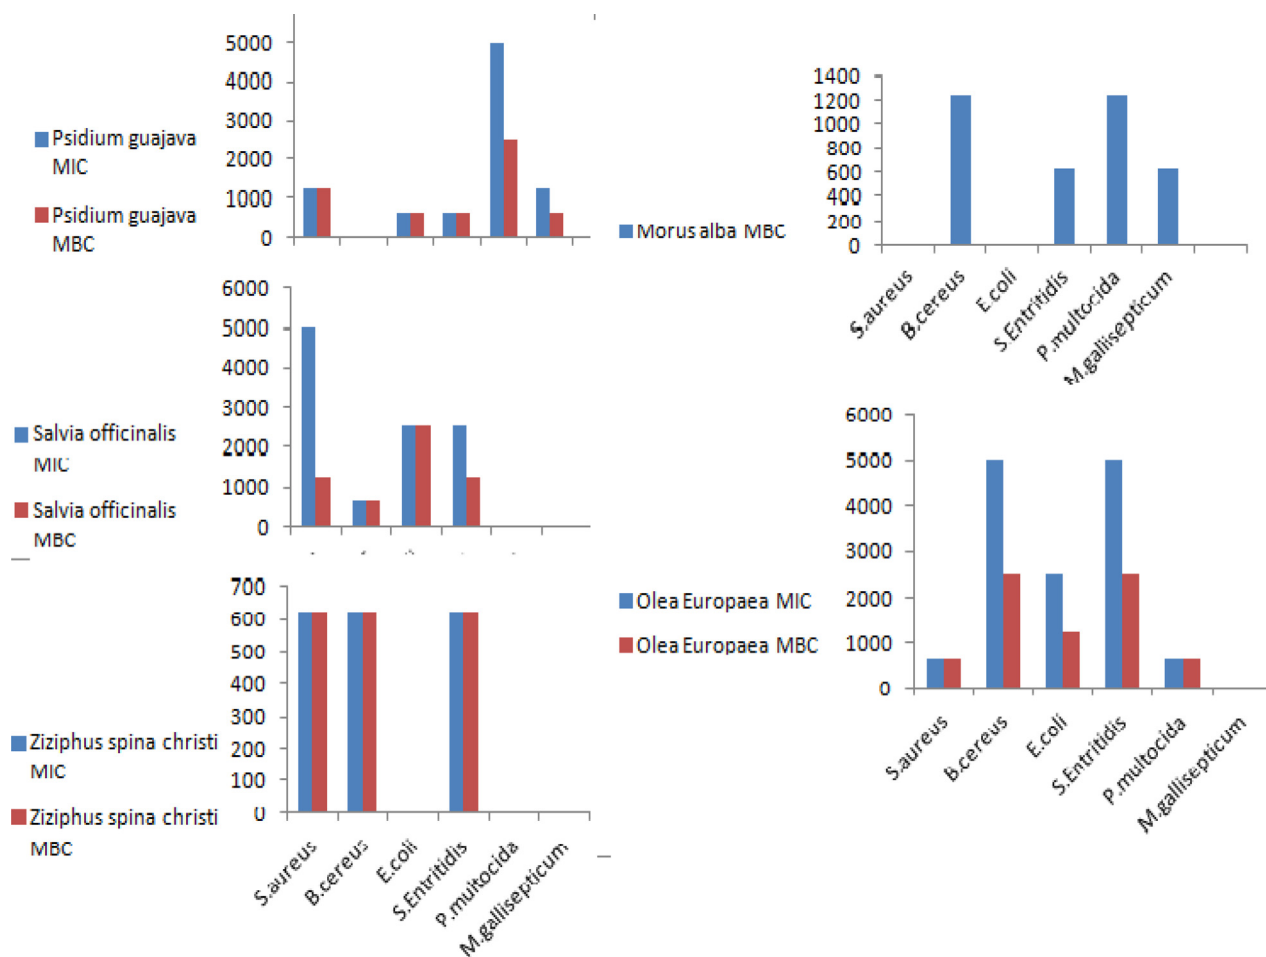 5000
4000
3000
2000
1000
0
Psidium guajava
MIC
Psidium guajava
MBC
6000
5000
4000
3000
2000
1000
0
Salvia officinalis
MIC
Salvia officinalis
MBC
700
600
500
400
300
200
100
0
Ziziphus spina christi
MIC
Ziziphus spina christi
MBC
S.aureus
B.cereus
E.coli
S.Entritidis
P.multocida
M.gallisepticum
1400
1200
1000
800
600
400
200
0
Morus alba MBC
S.aureus
B.cereus
E.coli
S.Entritidis
P.multocida
M.gallisepticum
6000
5000
4000
3000
2000
1000
0
Olea Europaea MIC
Olea Europaea MBC
S.aureus
B.cereus
E.coli
S.Entritidis
P.multocida
M.gallisepticum